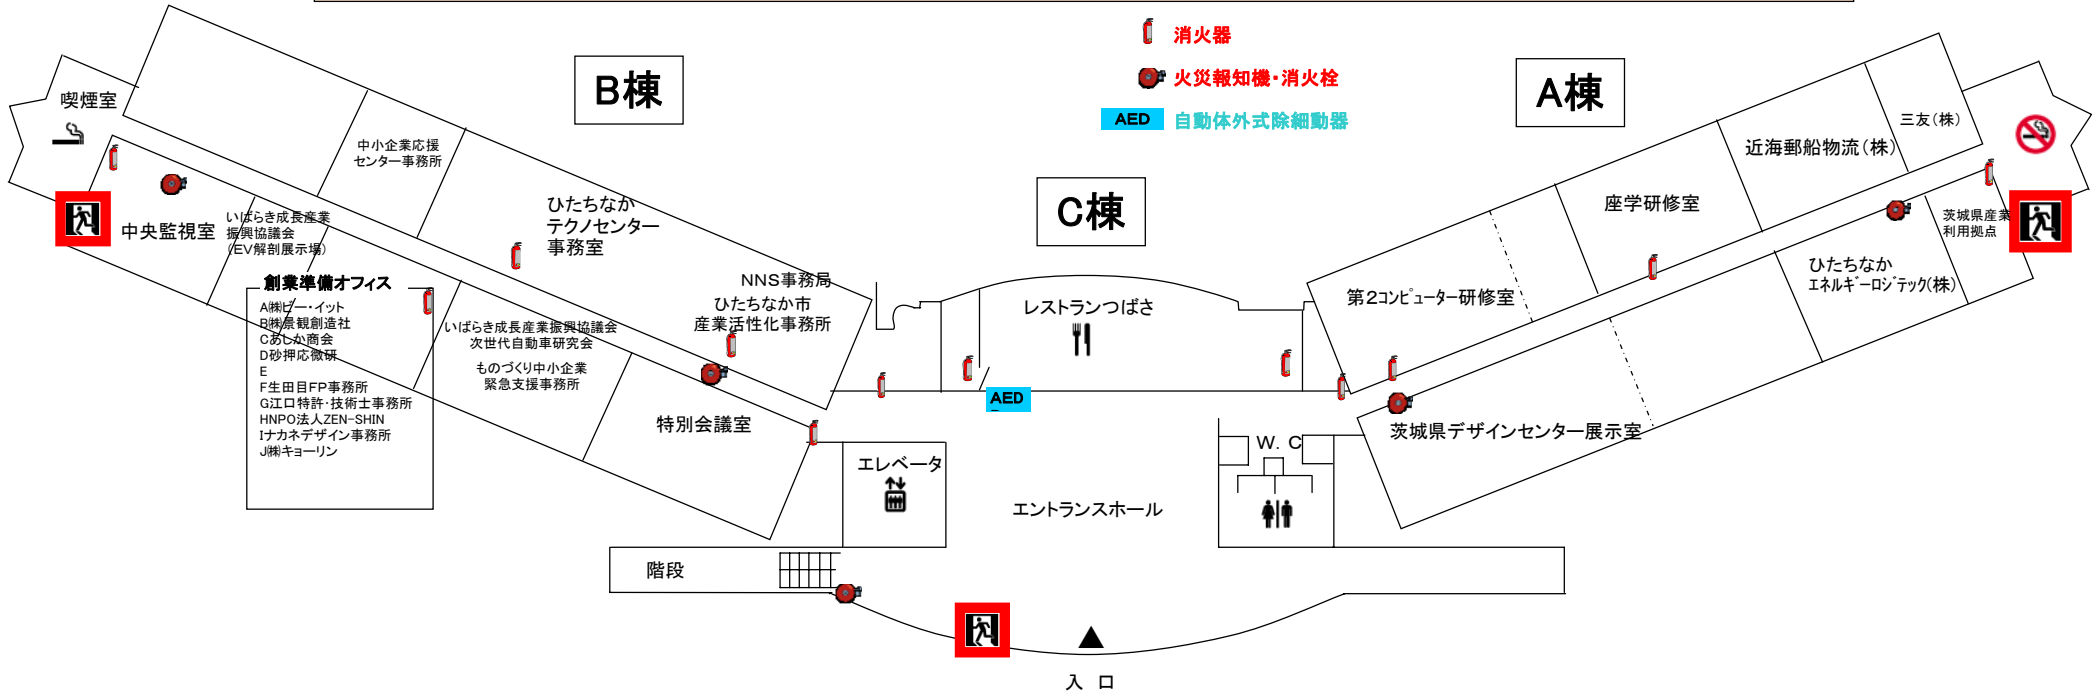 消火器
火災報知機・消火栓
AED 自動体外式除細動器
B棟
A棟
C棟
喫煙室
中小企業応援
センター事務所
ひたちなか
テクノセンター
事務室
中央監視室
いばらき成長産業
振興協議会
(EV解剖展示場)
創業準備オフィス
A㈱ビー・イット
B㈱景観創造社
Cあしか商会
D砂押応微研
E
F生田目FP事務所
G江口特許・技術士事務所
HNPO法人ZEN-SHIN
Iナカネデザイン事務所
J㈱キョーリン
NNS事務局
ひたちなか市
産業活性化事務所
いばらき成長産業振興協議会
次世代自動車研究会
ものづくり中小企業
緊急支援事務所
特別会議室
エレベータ
階段
レストランつばさ
AED
エントランスホール
W.C
入 口
第2コンピューター研修室
座学研修室
近海郵船物流(株)
三友(株)
茨城県産業
利用拠点
ひたちなか
エネルギーロジテック(株)
茨城県デザインセンター展示室